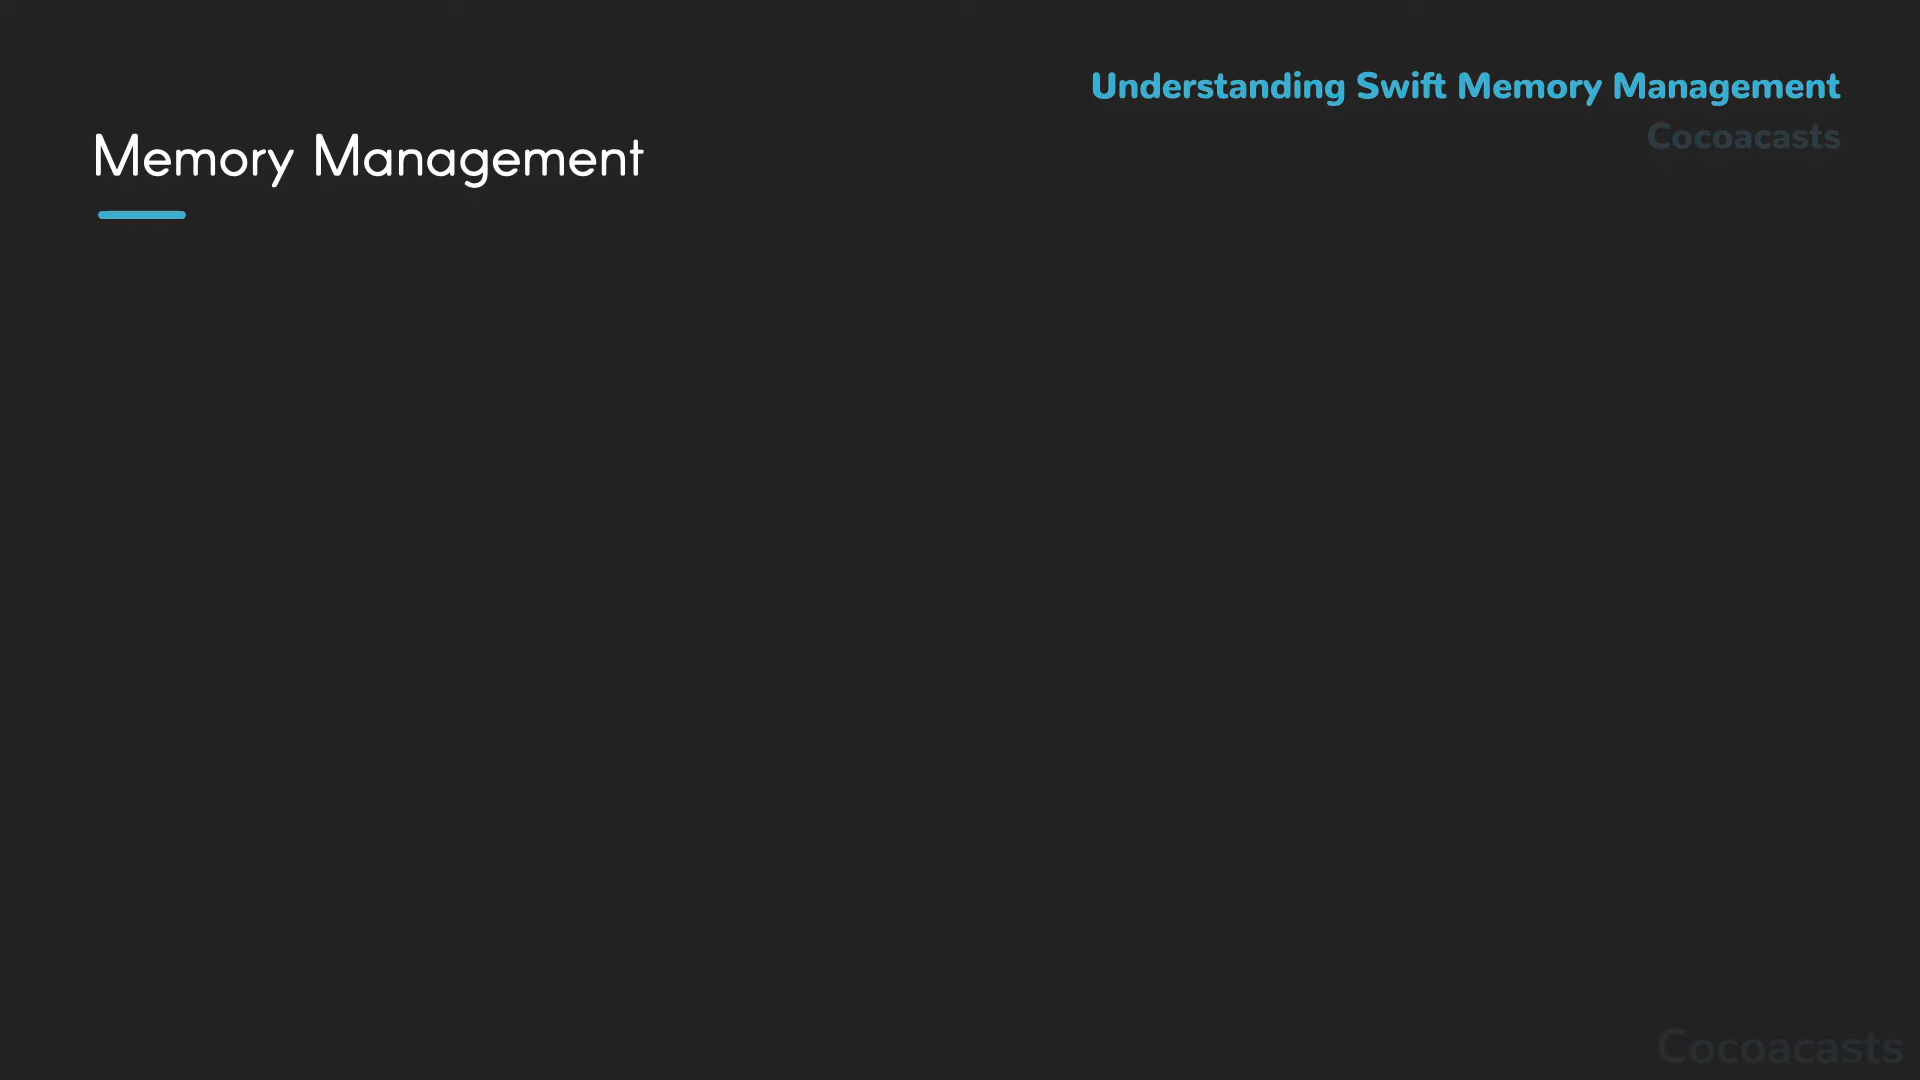 Understanding Swift Memory Management
Cocoacasts
Memory Management
Cocoacasts